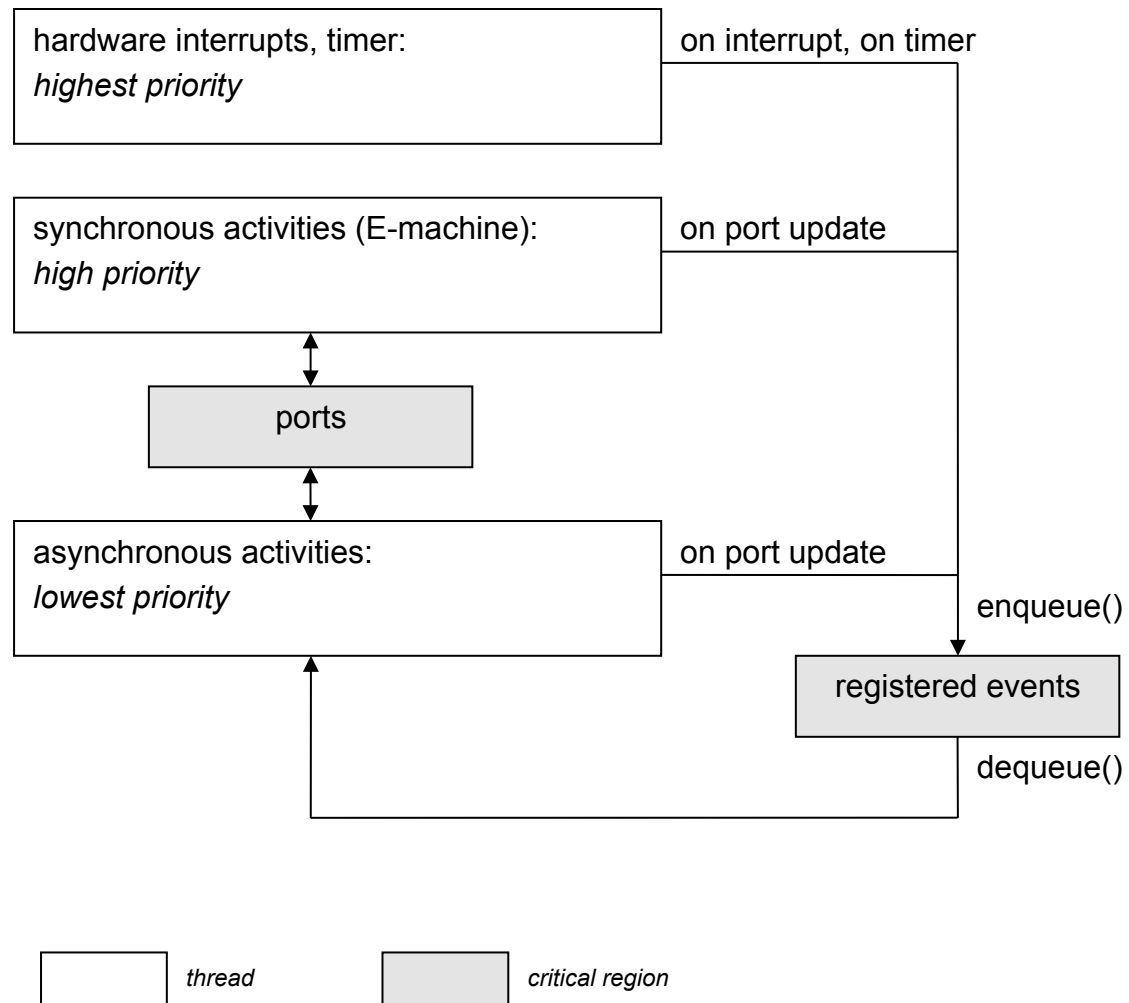 hardware interrupts, timer:
highest priority
on interrupt, on timer
synchronous activities (E-machine):
high priority
on port update
ports
asynchronous activities:
lowest priority
on port update
enqueue()
registered events
dequeue()
thread
critical region